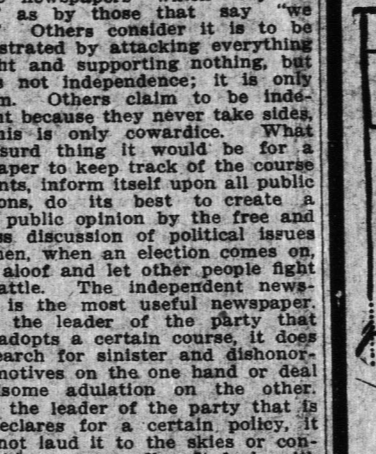 as by those that say "we
Others consider it is to be
strated by attacking everything
ht and supporting nothing, but
s not independence; it is only
m. Others claim to be inde-
nt because they never take sides,
his is only cowardice. What
surd thing it would be for a
aper to keep track of the course
nts, inform itself upon all public
ons, do its best to create a
public opinion by the free and
ss discussion of political issues
hen, when an election comes on,
aloof and let other people fight
attle. The independent news-
is the most useful newspaper.
the leader of the party that
adopts a certain course, it does
earch for sinister and dishonor-
motives on the one hand or deal
some adulation on the other.
the leader of the party that is
eclares for a certain policy, it
not laud it to the skies or con-